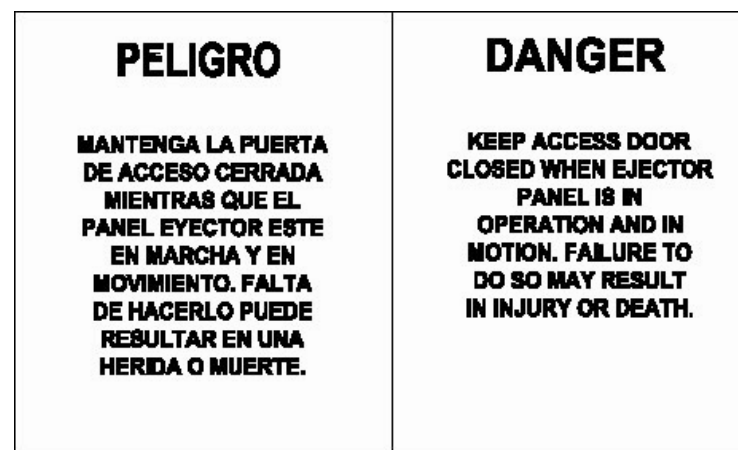 PELIGRO
MANTENGA LA PUERTA
DE ACCESO CERRADA
MIENTRAS QUE EL
PANEL EYECTOR ESTE
EN MARCHA Y EN
MOVIMIENTO. FALTA
DE HACERLO PUEDE
RESULTAR EN UNA
HERIDA O MUERTE.
DANGER
KEEP ACCESS DOOR
CLOSED WHEN EJECTOR
PANEL IS IN
OPERATION AND IN
MOTION. FAILURE TO
DO SO MAY RESULT
IN INJURY OR DEATH.